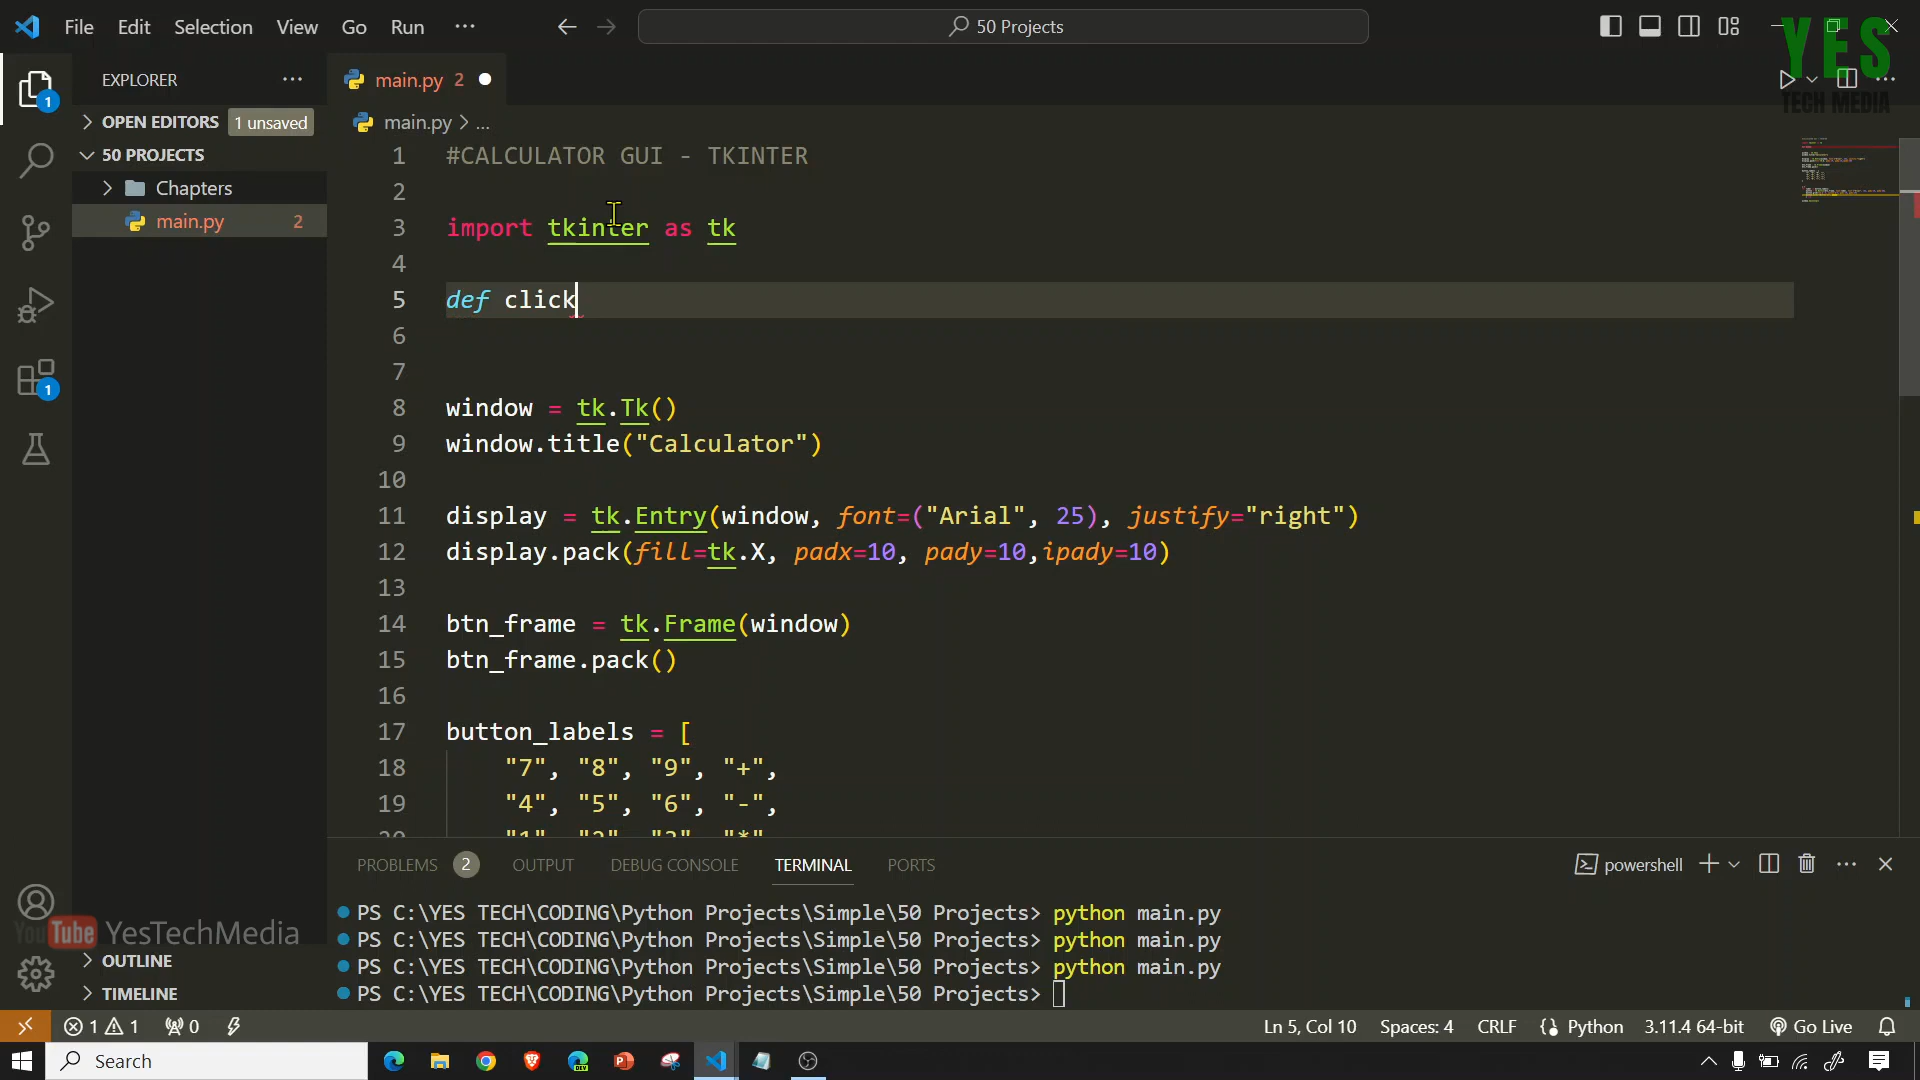 File Edit Selection View Go Run ...
50 Projects
YES
TECH MEDIA
EXPLORER
main.py 2
OPEN EDITORS 1 unsaved
main.py > ...
50 PROJECTS
Chapters
main.py 2
1 #CALCULATOR GUI - TKINTER
2
3 import tkinter as tk
4
5 def click
6
7
8 window = tk.Tk()
9 window.title("Calculator")
10
11 display = tk.Entry(window, font=("Arial", 25), justify="right")
12 display.pack(fill=tk.X, padx=10, pady=10,ipady=10)
13
14 btn_frame = tk.Frame(window)
15 btn_frame.pack()
16
17 button_labels = [
18 "7", "8", "9", "+",
19 "4", "5", "6", "-",
20 "1" "2" "3" "*"
PROBLEMS 2 OUTPUT DEBUG CONSOLE TERMINAL PORTS
powershell
PS C:\YES TECH\CODING\Python Projects\Simple\50 Projects> python main.py
PS C:\YES TECH\CODING\Python Projects\Simple\50 Projects> python main.py
PS C:\YES TECH\CODING\Python Projects\Simple\50 Projects> python main.py
PS C:\YES TECH\CODING\Python Projects\Simple\50 Projects>
1
1
YouTube YesTechMedia
OUTLINE
TIMELINE
1 1 0
Ln 5, Col 10 Spaces: 4 CRLF Python 3.11.4 64-bit Go Live
Search